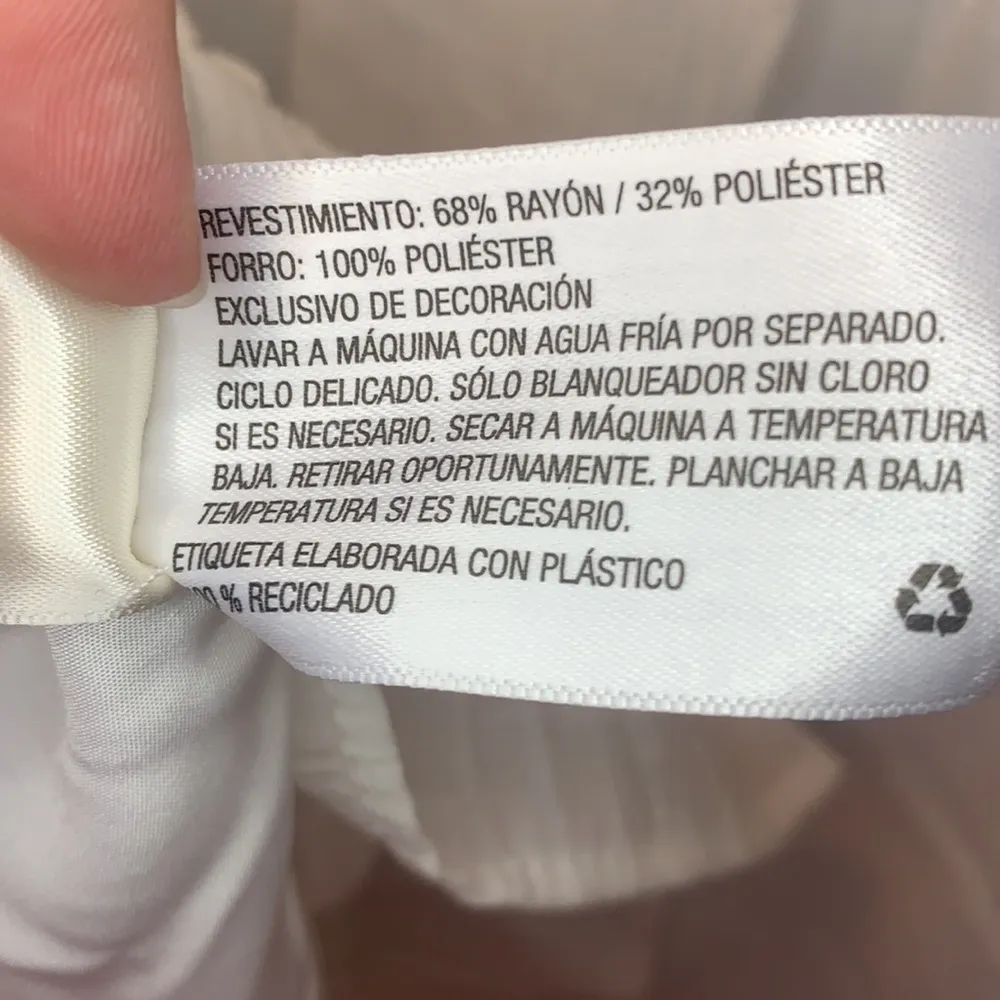 REVESTIMIENTO: 68% RAYÓN / 32% POLIÉSTER
FORRO: 100% POLIÉSTER
EXCLUSIVO DE DECORACIÓN
LAVAR A MÁQUINA CON AGUA FRÍA POR SEPARADO.
CICLO DELICADO. SÓLO BLANQUEADOR SIN CLORO
SI ES NECESARIO. SECAR A MÁQUINA A TEMPERATURA
BAJA. RETIRAR OPORTUNAMENTE. PLANCHAR A BAJA
TEMPERATURA SI ES NECESARIO.
ETIQUETA ELABORADA CON PLÁSTICO
% RECICLADO